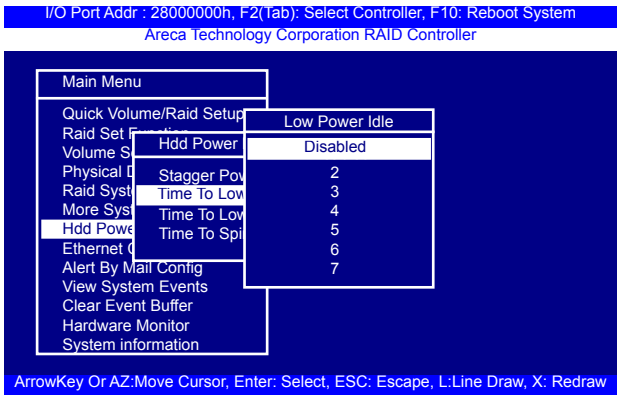 I/O Port Addr : 28000000h, F2(Tab): Select Controller, F10: Reboot System
Areca Technology Corporation RAID Controller
Main Menu
Quick Volume/Raid Setup
Raid Set
Volume S
Physical D
Raid Syst
More Syst
Hdd Powe
Ethernet
Alert By Mail Config
View System Events
Clear Event Buffer
Hardware Monitor
System information
Hdd Power
Stagger Pow
Time To Low
Time To Low
Time To Spi
Low Power Idle
Disabled
2
3
4
5
6
7
ArrowKey Or AZ:Move Cursor, Enter: Select, ESC: Escape, L:Line Draw, X: Redraw